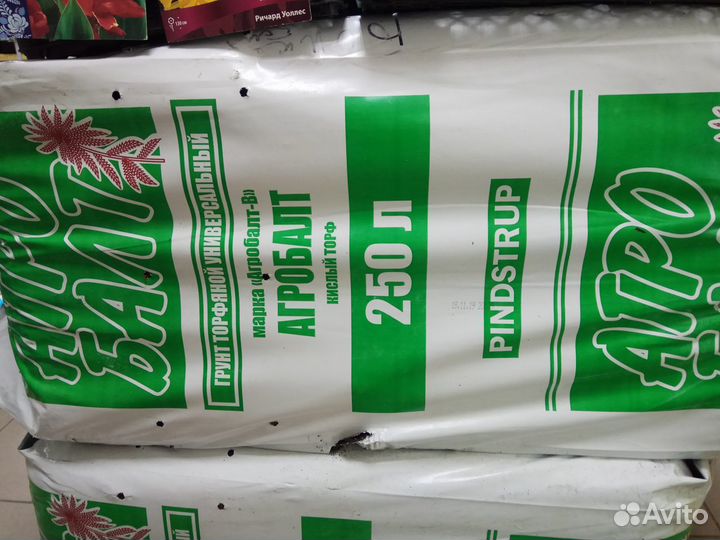 Ричард Уоллес
АГРО
БАЛТ
ГРУНТ ТОРФЯНОЙ УНИВЕРСАЛЬНЫЙ
марка «Агробалт-В»
АГРОБАЛТ
КИСЛЫЙ ТОРФ
250 л
PINDSTRUP
АГРО
Avito